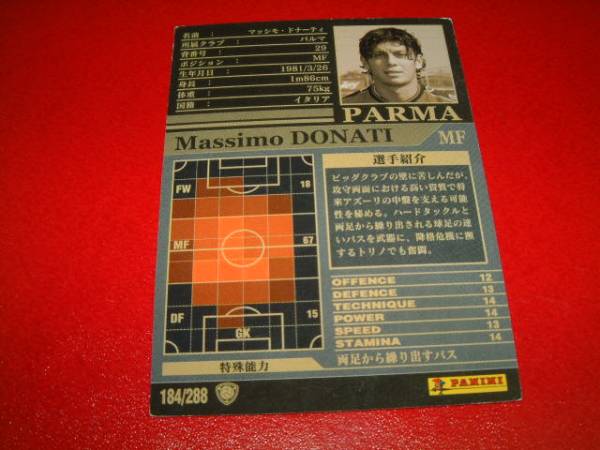 名前 : マッシモ・ドナーティ
所属クラブ : パルマ
背番号 : 29
ポジション : MF
生年月日 : 1981/3/26
身長 : 1m86cm
体重 : 75kg
国籍 : イタリア
PARMA
Massimo DONATI MF
選手紹介
ビッグクラブの壁に苦しんだが、
攻守両面における高い資質で将
来アズーリの中盤を支える可能
性を秘める。ハードタックルと
両足から繰り出される球足の速
いパスを武器に、降格危機に瀕
するトリノでも奮闘。
FW 18
MF 67
DF 15
GK
OFFENCE 12
DEFENCE 13
TECHNIQUE 14
POWER 14
SPEED 13
STAMINA 14
特殊能力 両足から繰り出すパス
184/288
PANINI